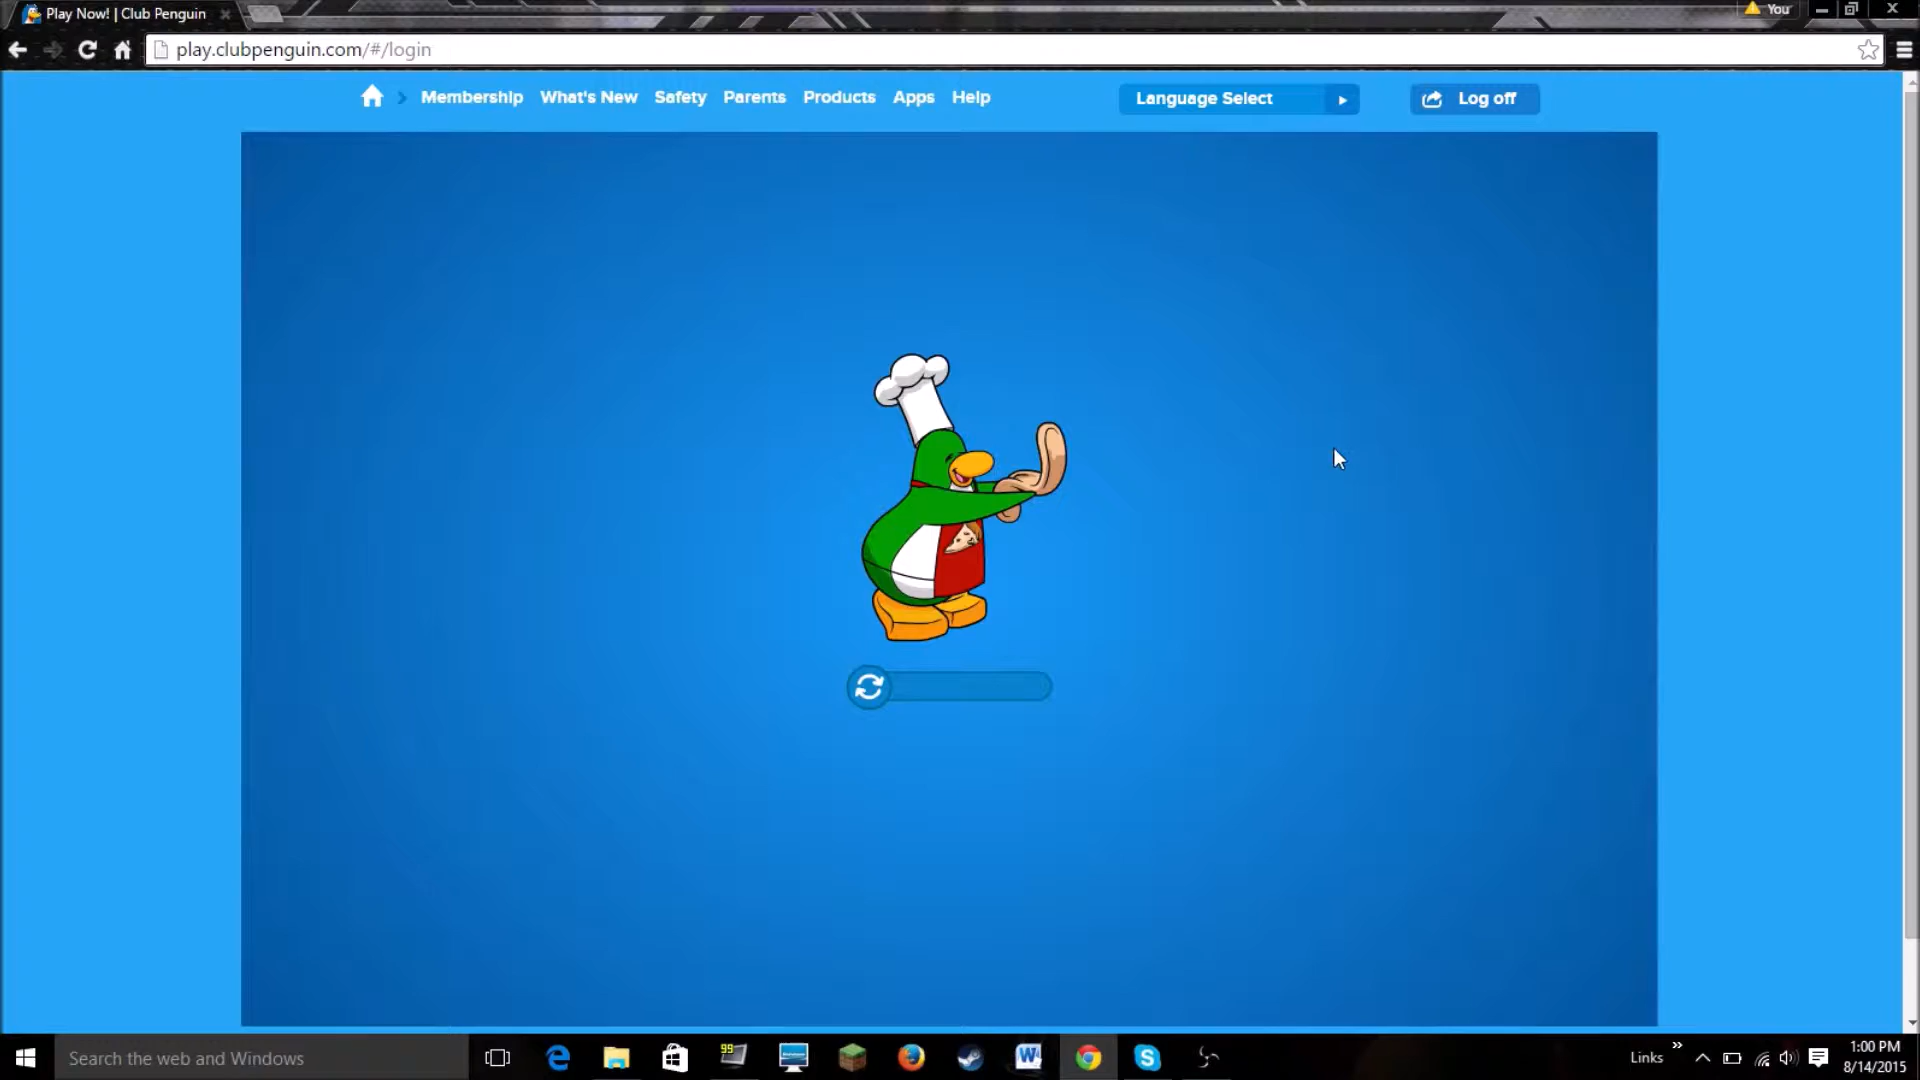 Play Now! | Club Penguin
You
play.clubpenguin.com/#/login
Membership What's New Safety Parents Products Apps Help
Language Select
Log off
Search the web and Windows
99
Links
1:00 PM
8/14/2015